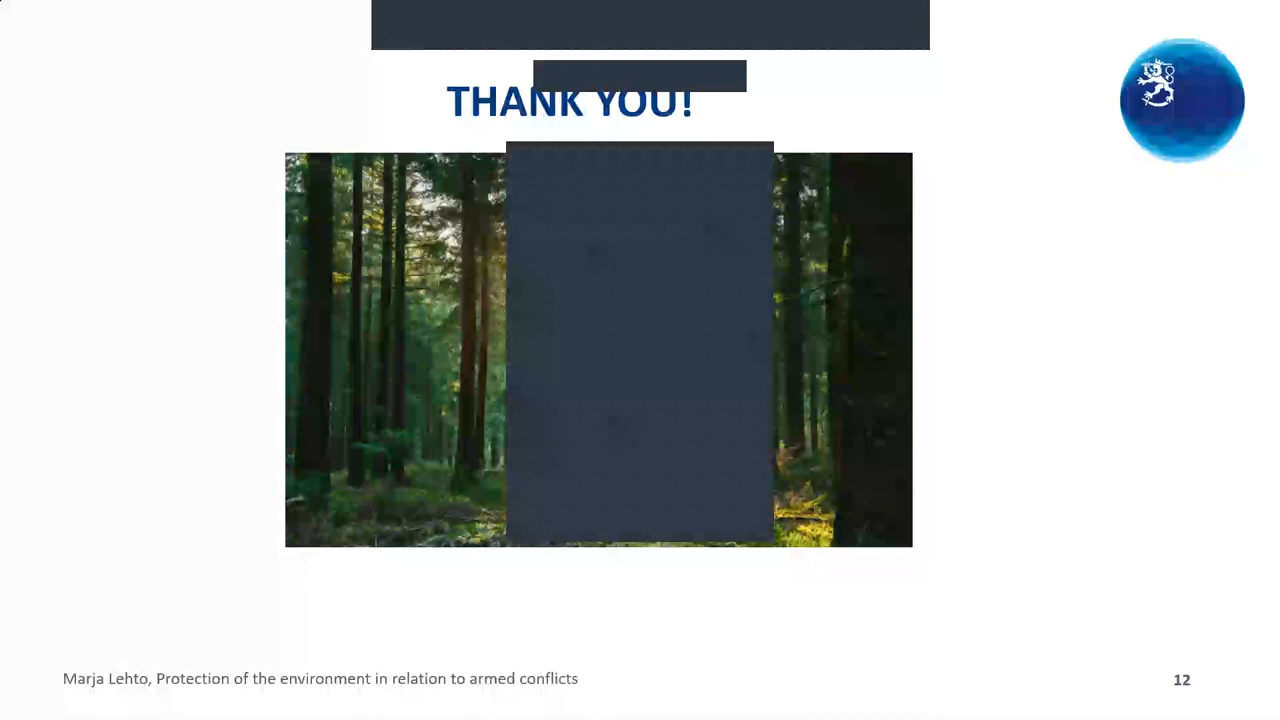 THANK YOU!
Marja Lehto, Protection of the environment in relation to armed conflicts
12